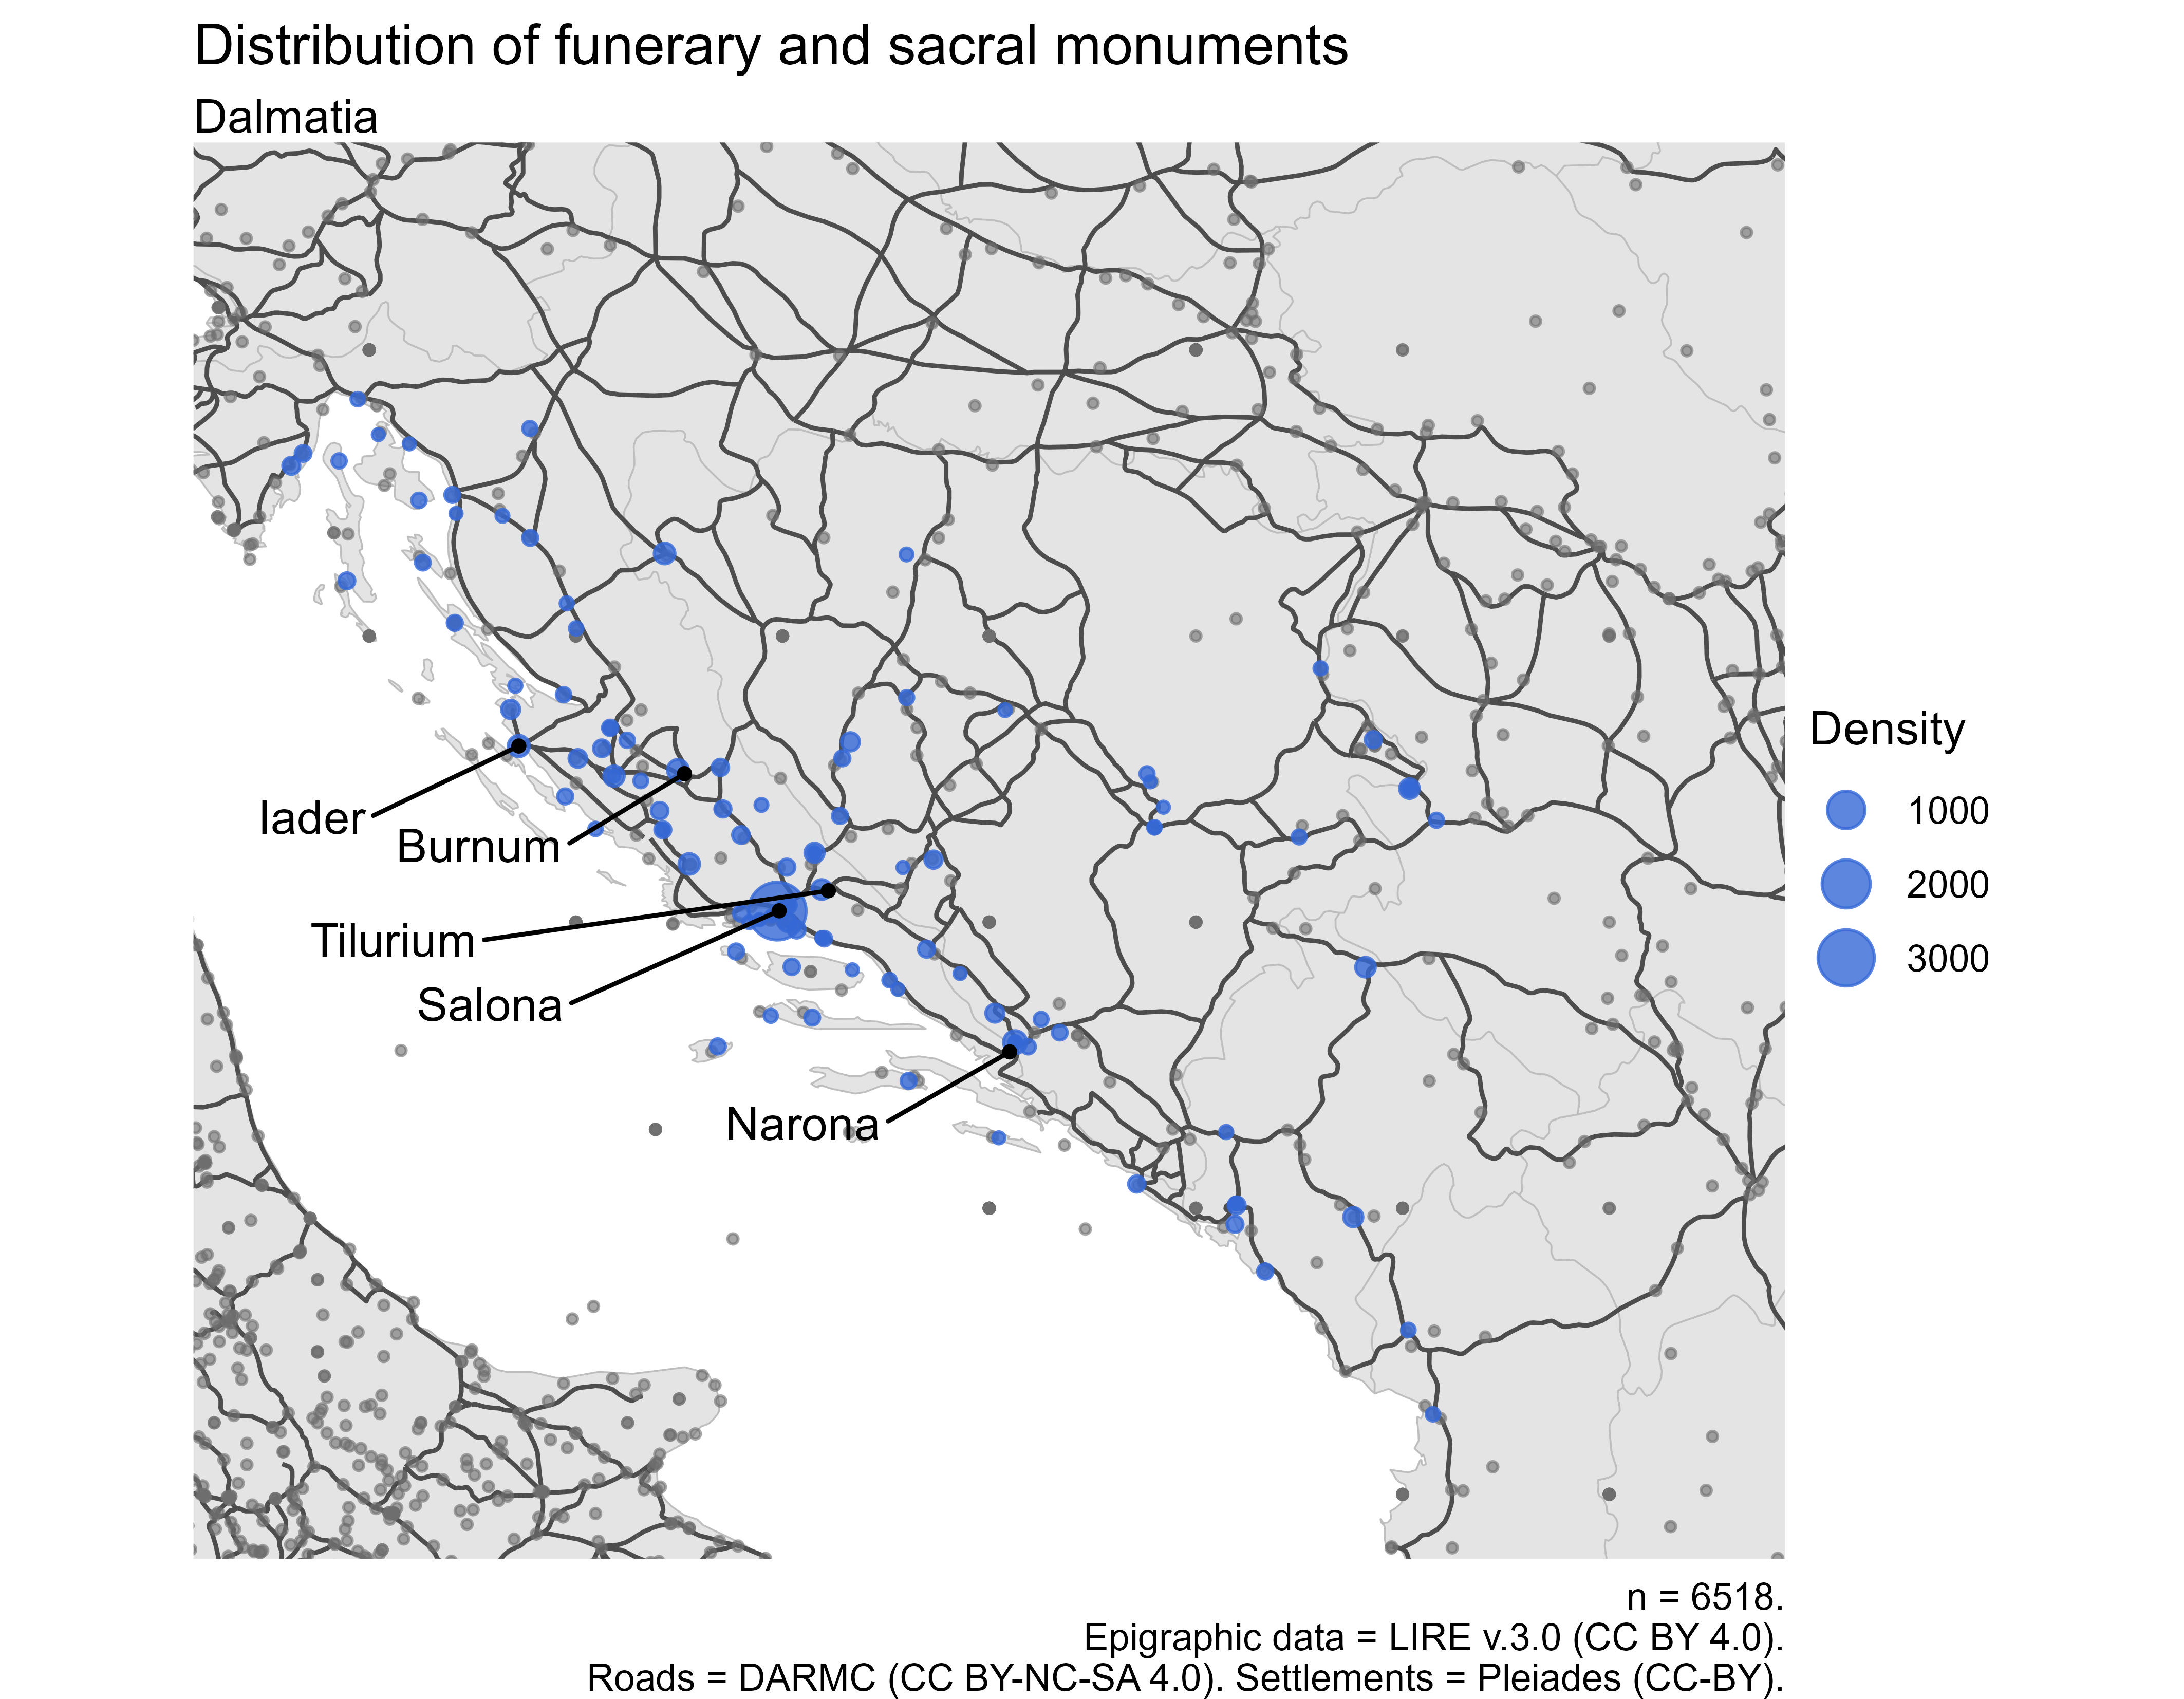 Distribution of funerary and sacral monuments
Dalmatia
Iader
Burnum
Tilurium
Salona
Narona
Density
1000
2000
3000
n = 6518.
Epigraphic data = LIRE v.3.0 (CC BY 4.0).
Roads = DARMC (CC BY-NC-SA 4.0). Settlements = Pleiades (CC-BY).